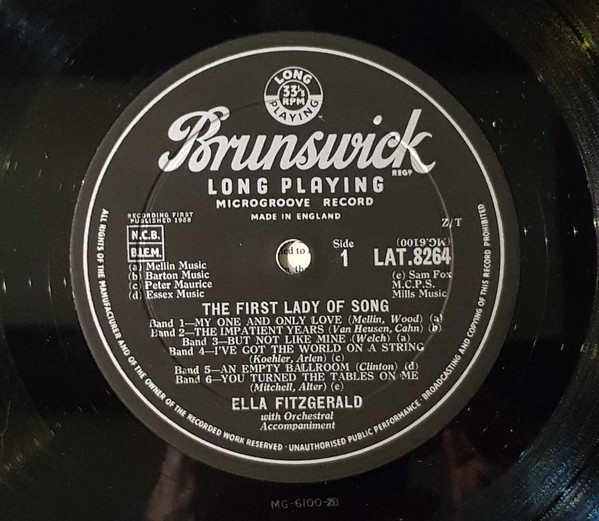 LONG
33⅓
RPM
PLAYING
Brunswick
REGD
LONG PLAYING
MICROGROOVE RECORD
MADE IN ENGLAND
RECORDING FIRST
PUBLISHED 1958
Z/T
N.C.B.
B.I.E.M.
Side
1
(MG.6100)
LAT.8264
(a) Mellin Music
(b) Barton Music
(c) Peter Maurice
(d) Essex Music
(e) Sam Fox
M.C.P.S.
Mills Music
THE FIRST LADY OF SONG
Band 1—MY ONE AND ONLY LOVE (Mellin, Wood) (a)
Band 2—THE IMPATIENT YEARS (Van Heusen, Cahn) (b)
Band 3—BUT NOT LIKE MINE (Welch) (a)
Band 4—I'VE GOT THE WORLD ON A STRING
(Koehler, Arlen) (c)
Band 5—AN EMPTY BALLROOM (Clinton) (d)
Band 6—YOU TURNED THE TABLES ON ME
(Mitchell, Alter) (e)
ELLA FITZGERALD
with Orchestral
Accompaniment
ALL RIGHTS OF THE MANUFACTURER AND OF THE OWNER OF THE RECORDED WORK RESERVED · UNAUTHORISED PUBLIC PERFORMANCE · BROADCASTING AND COPYING OF THIS RECORD PROHIBITED
MG-6100-2B